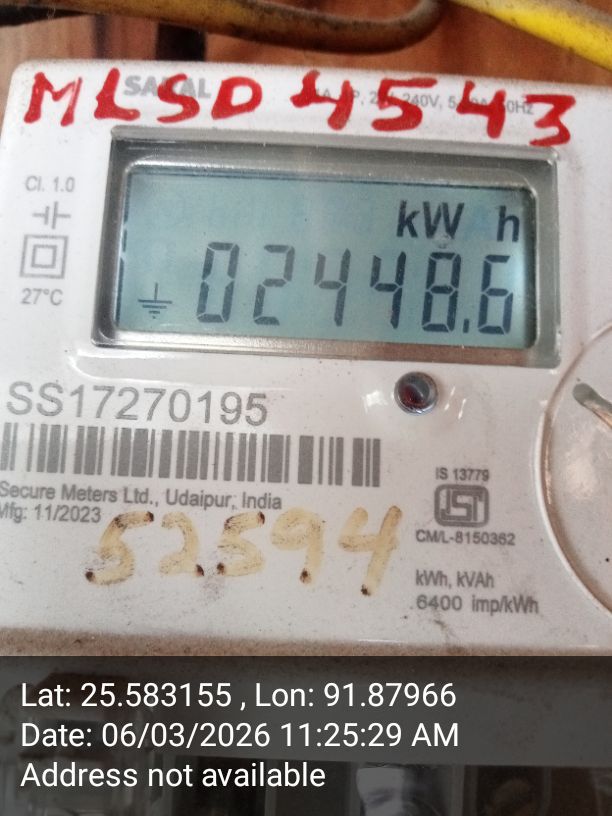 SARAL
MLSD 4543
Cl. 1.0
27°C
kW h
02448.6
SS17270195
Secure Meters Ltd., Udaipur, India
Mfg: 11/2023
52594
IS 13779
ISI
CM/L-8150362
kWh, kVAh
6400 imp/kWh
Lat: 25.583155 , Lon: 91.87966
Date: 06/03/2026 11:25:29 AM
Address not available